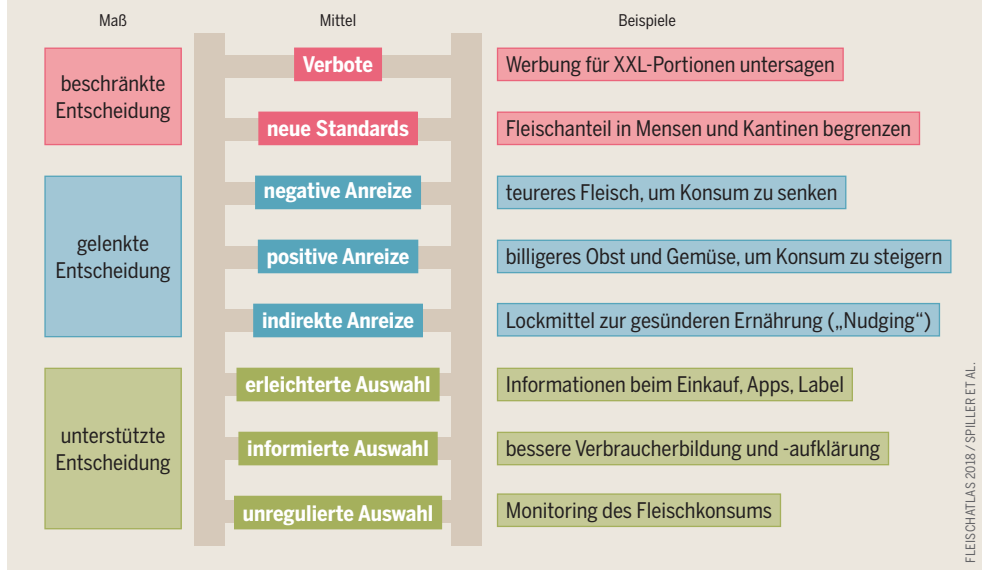 Maß
Mittel
Beispiele
beschränkte
Entscheidung
Verbote
Werbung für XXL-Portionen untersagen
neue Standards
Fleischanteil in Mensen und Kantinen begrenzen
gelenkte
Entscheidung
negative Anreize
teureres Fleisch, um Konsum zu senken
positive Anreize
billigeres Obst und Gemüse, um Konsum zu steigern
indirekte Anreize
Lockmittel zur gesünderen Ernährung („Nudging“)
unterstützte
Entscheidung
erleichterte Auswahl
Informationen beim Einkauf, Apps, Label
informierte Auswahl
bessere Verbraucherbildung und -aufklärung
unregulierte Auswahl
Monitoring des Fleischkonsums
FLEISCHATLAS 2018 / SPILLER ET AL.